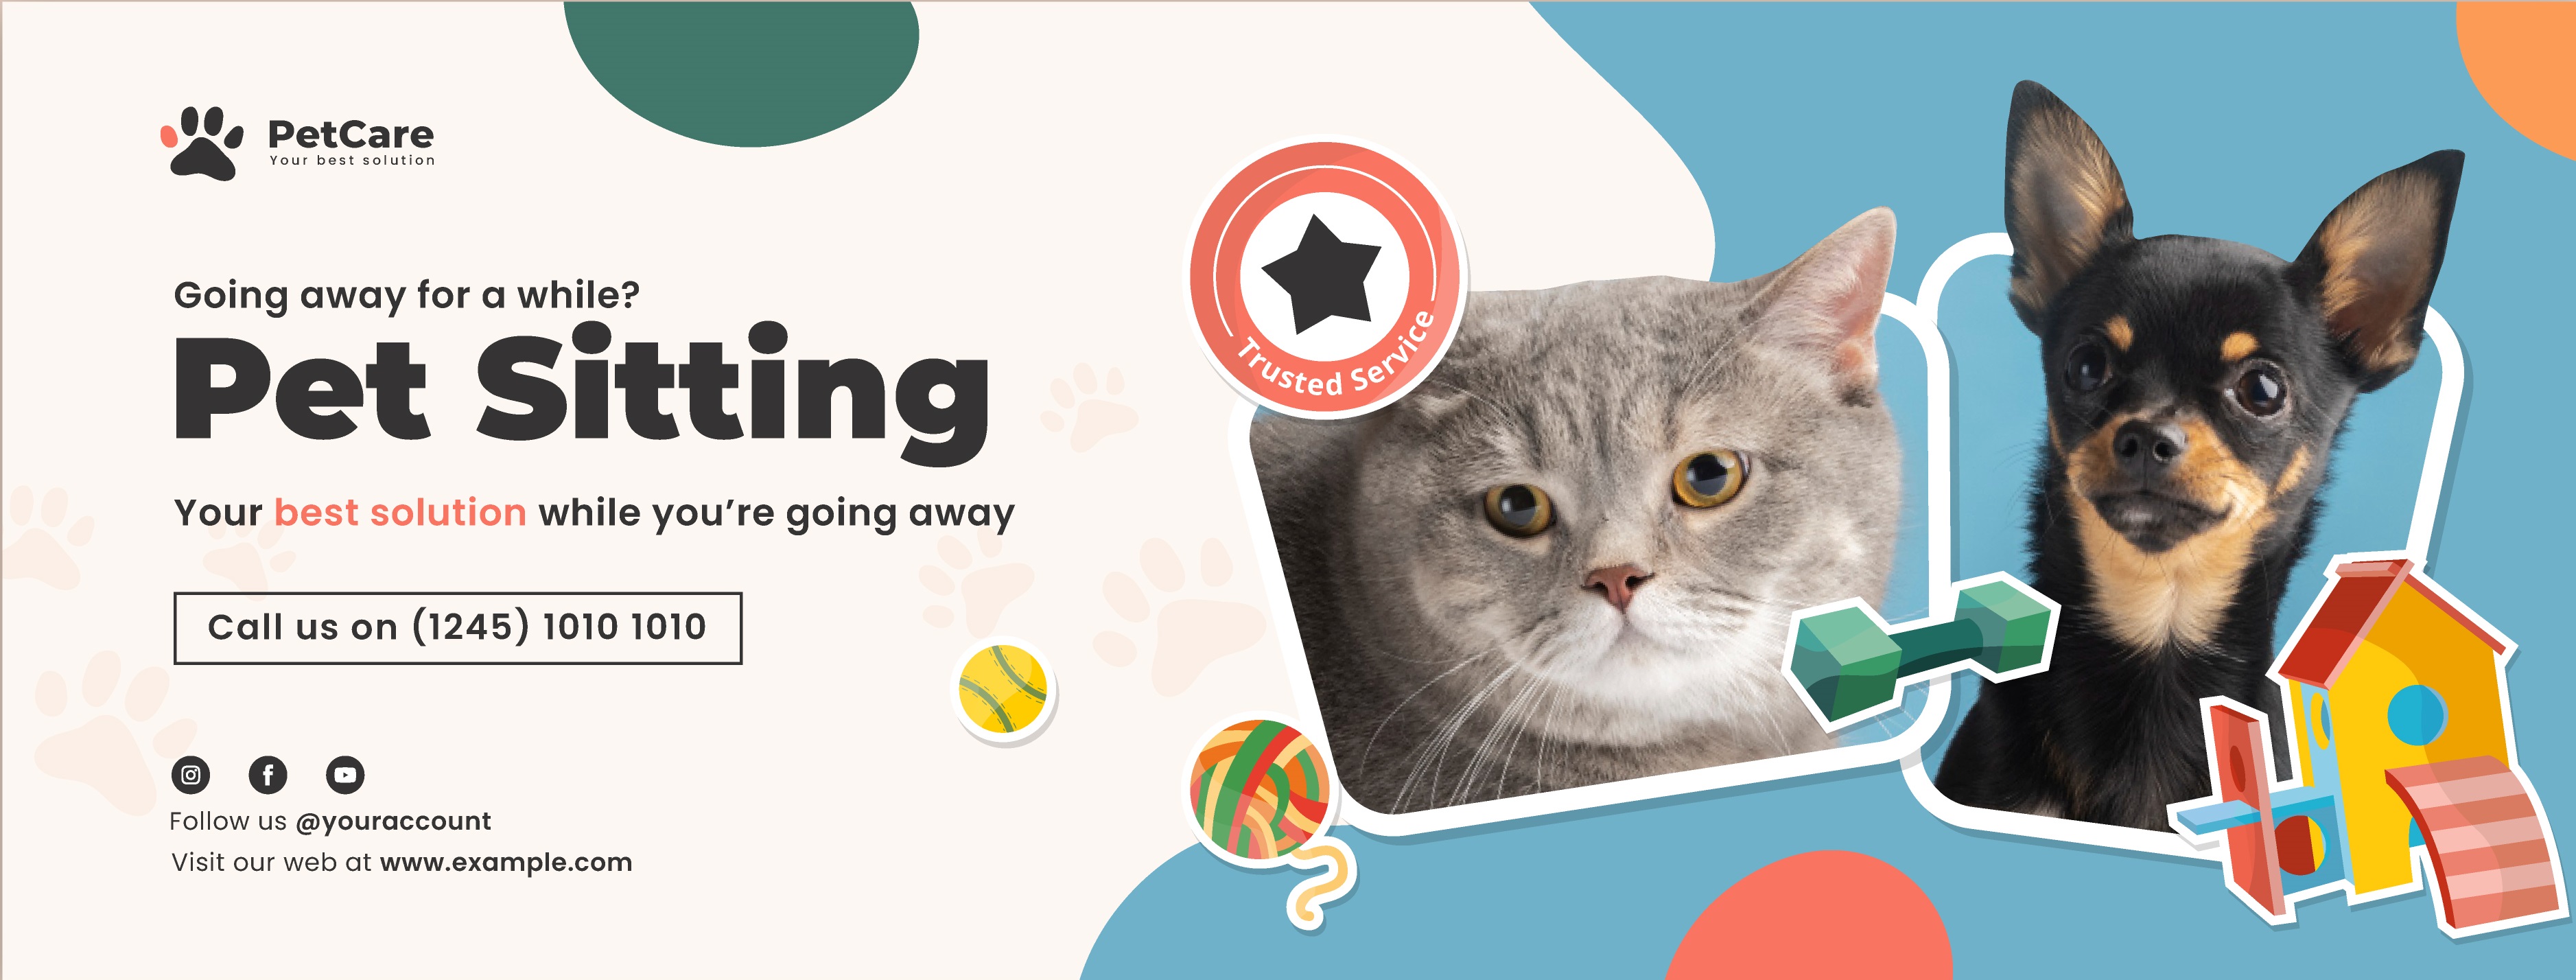 PetCare
Your best solution
Going away for a while?
Pet Sitting
Your best solution while you’re going away
Call us on (1245) 1010 1010
Follow us @youraccount
Visit our web at www.example.com
Trusted Service